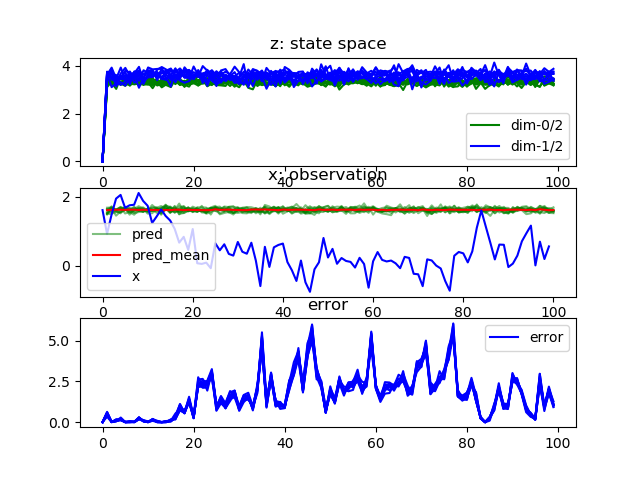 z: state space
4
2
0
dim-0/2
dim-1/2
0 20 40 60 80 100
x: observation
2
0
pred
pred_mean
x
0 20 40 60 80 100
error
5.0
2.5
0.0
error
0 20 40 60 80 100